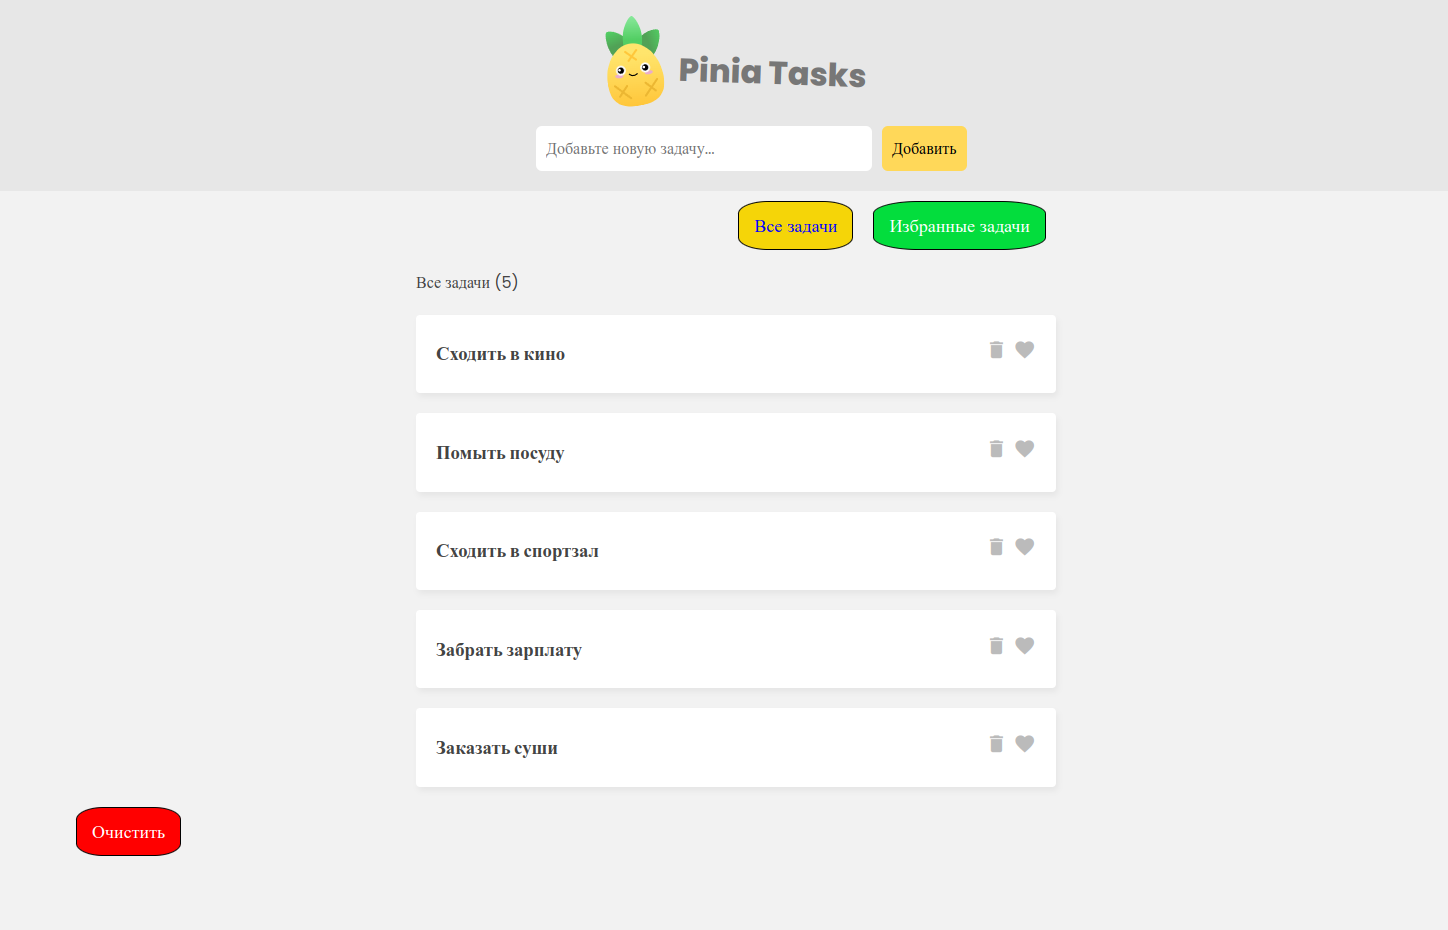 Pinia Tasks
Добавьте новую задачу...
Добавить
Все задачи
Избранные задачи
Все задачи (5)
Сходить в кино
Помыть посуду
Сходить в спортзал
Забрать зарплату
Заказать суши
Очистить